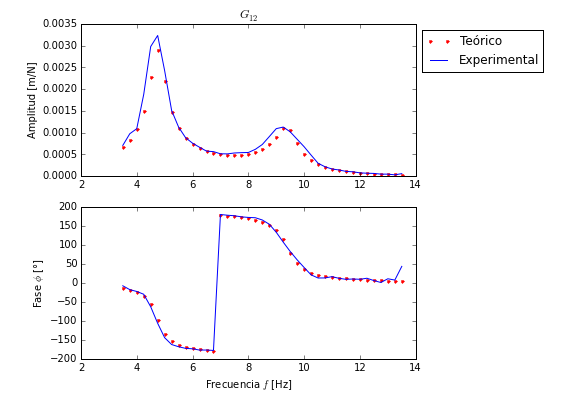 G12
0.0035
0.0030
0.0025
0.0020
0.0015
0.0010
0.0005
0.0000
Amplitud [m/N]
2 4 6 8 10 12 14
Teórico
Experimental
200
150
100
50
0
−50
−100
−150
−200
Fase ϕ [°]
2 4 6 8 10 12 14
Frecuencia f [Hz]